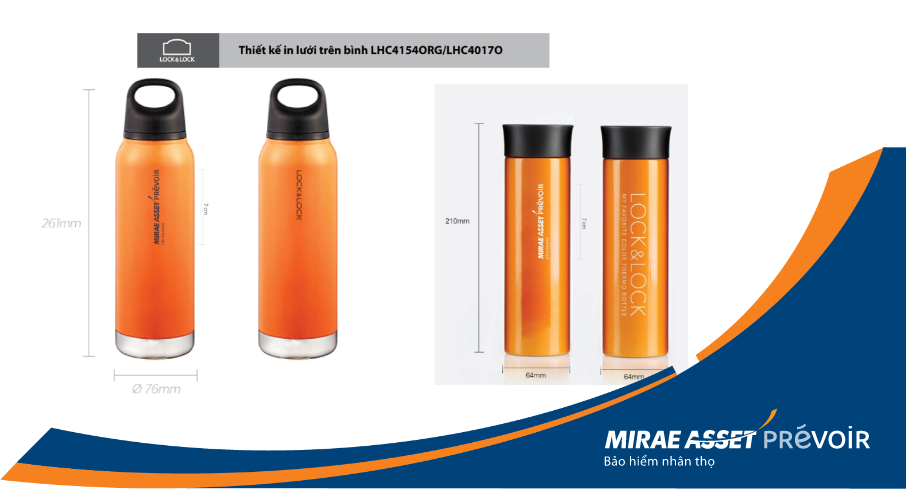 LOCK&LOCK
Thiết kế in lưới trên bình LHC4154ORG/LHC4017O
261mm
Ø 76mm
MIRAE ASSET PRÉVOIR
7 cm
LOCK&LOCK
210mm
MIRAE ASSET PRÉVOIR
7 cm
LOCK&LOCK
MY FAVORITE COLOR THERMO BOTTLE
64mm
64mm
MIRAE ASSET PRÉVOIR
Bảo hiểm nhân thọ